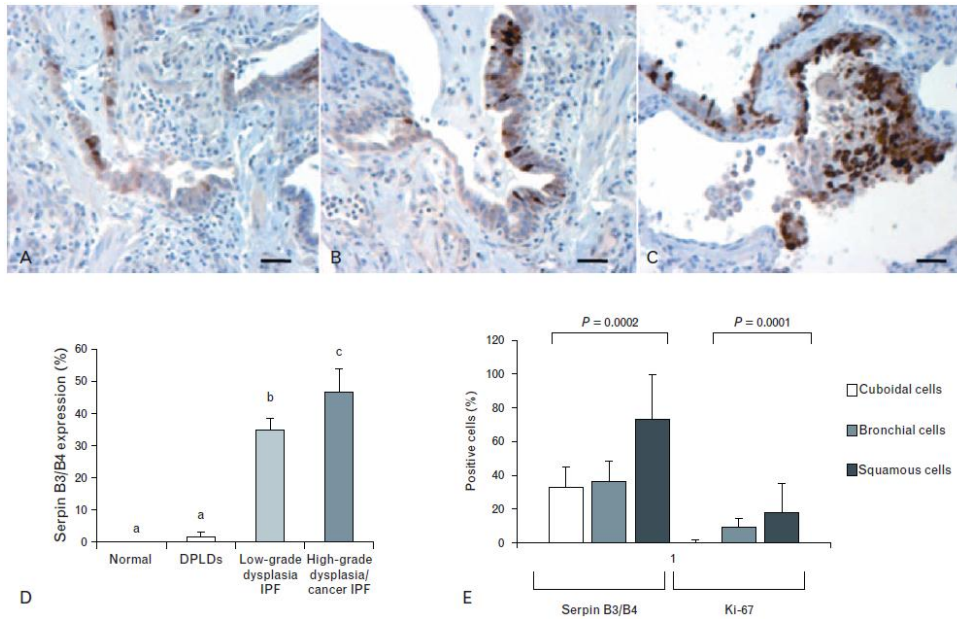 A
B
C
Serpin B3/B4 expression (%)
60
50
40
30
20
10
0
a
a
b
c
Normal
DPLDs
Low-grade
dysplasia
IPF
High-grade
dysplasia/
cancer IPF
D
P = 0.0002
P = 0.0001
Positive cells (%)
120
100
80
60
40
20
0
1
Serpin B3/B4
Ki-67
Cuboidal cells
Bronchial cells
Squamous cells
E